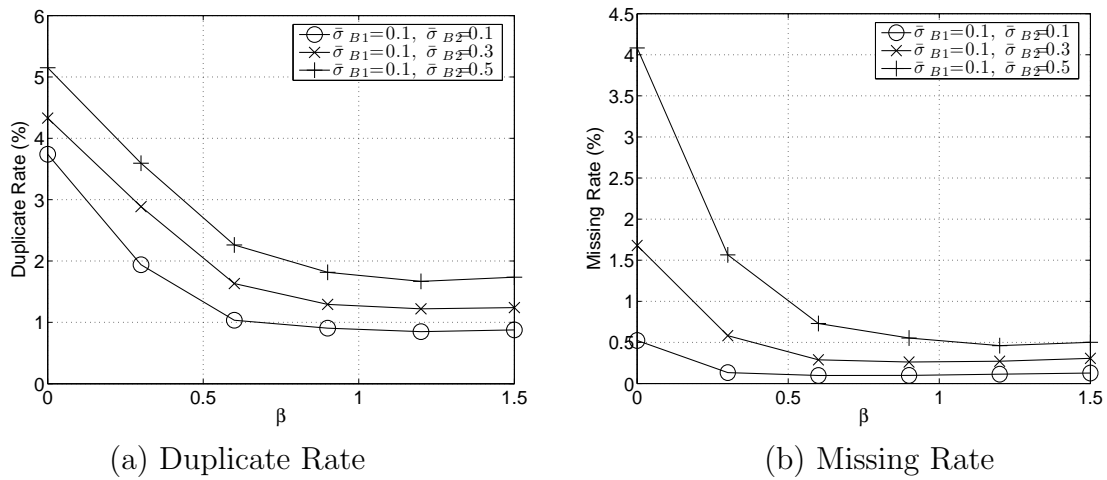 6
5
4
3
2
1
0
Duplicate Rate (%)
σ̄ B1=0.1, σ̄ B2=0.1
σ̄ B1=0.1, σ̄ B2=0.3
σ̄ B1=0.1, σ̄ B2=0.5
0 0.5 1 1.5
β
(a) Duplicate Rate
4.5
4
3.5
3
2.5
2
1.5
1
0.5
0
Missing Rate (%)
σ̄ B1=0.1, σ̄ B2=0.1
σ̄ B1=0.1, σ̄ B2=0.3
σ̄ B1=0.1, σ̄ B2=0.5
0 0.5 1 1.5
β
(b) Missing Rate